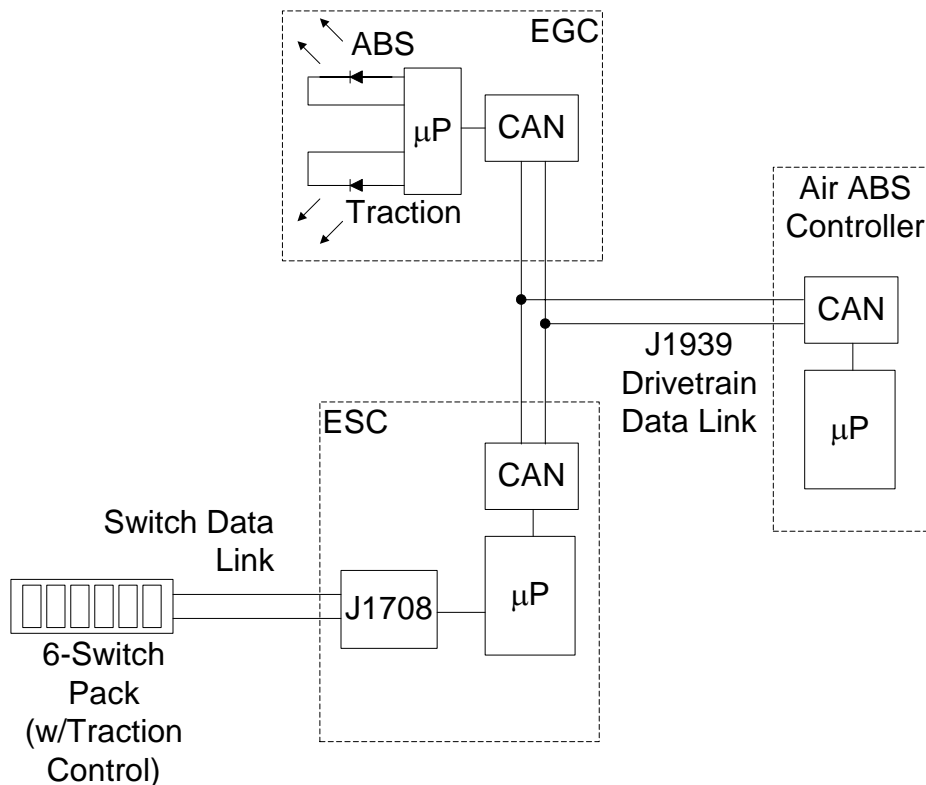 EGC
ABS
μP
CAN
Traction
Air ABS
Controller
CAN
μP
J1939
Drivetrain
Data Link
ESC
CAN
μP
J1708
Switch Data
Link
6-Switch
Pack
(w/Traction
Control)